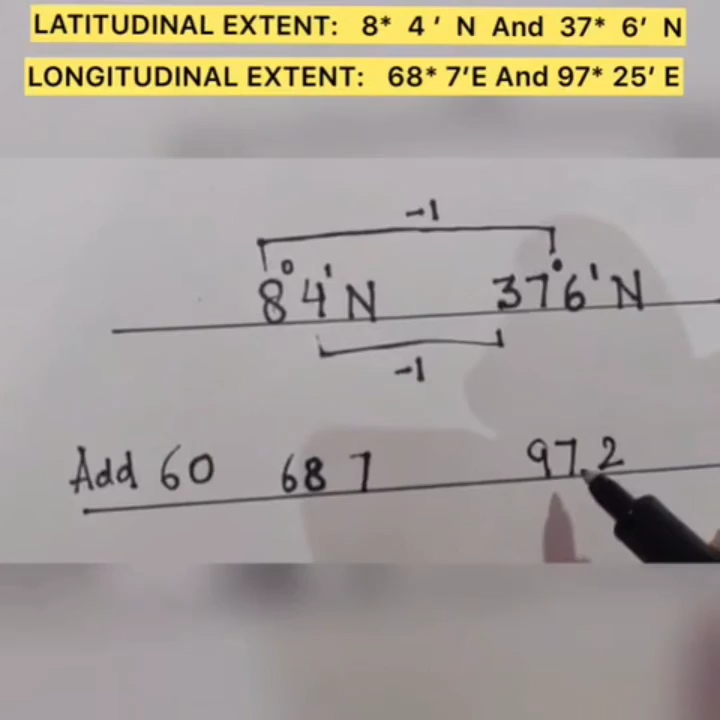 LATITUDINAL EXTENT: 8* 4' N And 37* 6' N
LONGITUDINAL EXTENT: 68* 7'E And 97* 25' E
-1
8°4'N 37°6'N
-1
Add 60 68 7 97 2